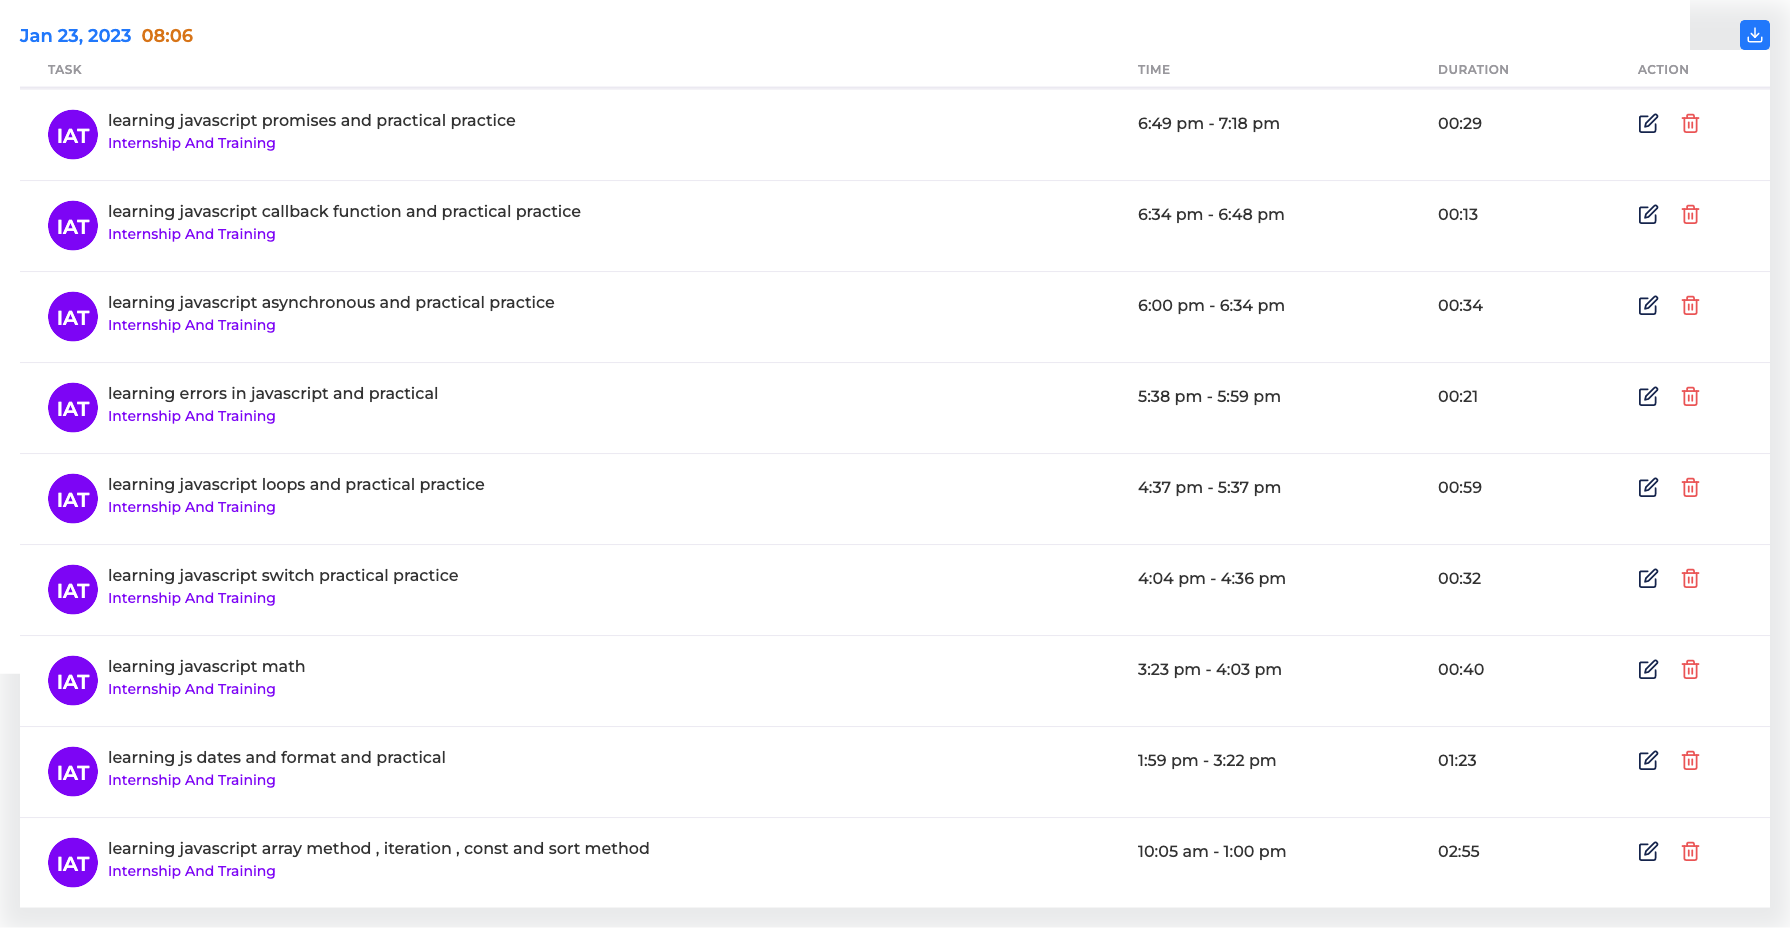 Jan 23, 2023 08:06
TASK TIME DURATION ACTION
IAT learning javascript promises and practical practice 6:49 pm - 7:18 pm 00:29
Internship And Training
IAT learning javascript callback function and practical practice 6:34 pm - 6:48 pm 00:13
Internship And Training
IAT learning javascript asynchronous and practical practice 6:00 pm - 6:34 pm 00:34
Internship And Training
IAT learning errors in javascript and practical 5:38 pm - 5:59 pm 00:21
Internship And Training
IAT learning javascript loops and practical practice 4:37 pm - 5:37 pm 00:59
Internship And Training
IAT learning javascript switch practical practice 4:04 pm - 4:36 pm 00:32
Internship And Training
IAT learning javascript math 3:23 pm - 4:03 pm 00:40
Internship And Training
IAT learning js dates and format and practical 1:59 pm - 3:22 pm 01:23
Internship And Training
IAT learning javascript array method , iteration , const and sort method 10:05 am - 1:00 pm 02:55
Internship And Training